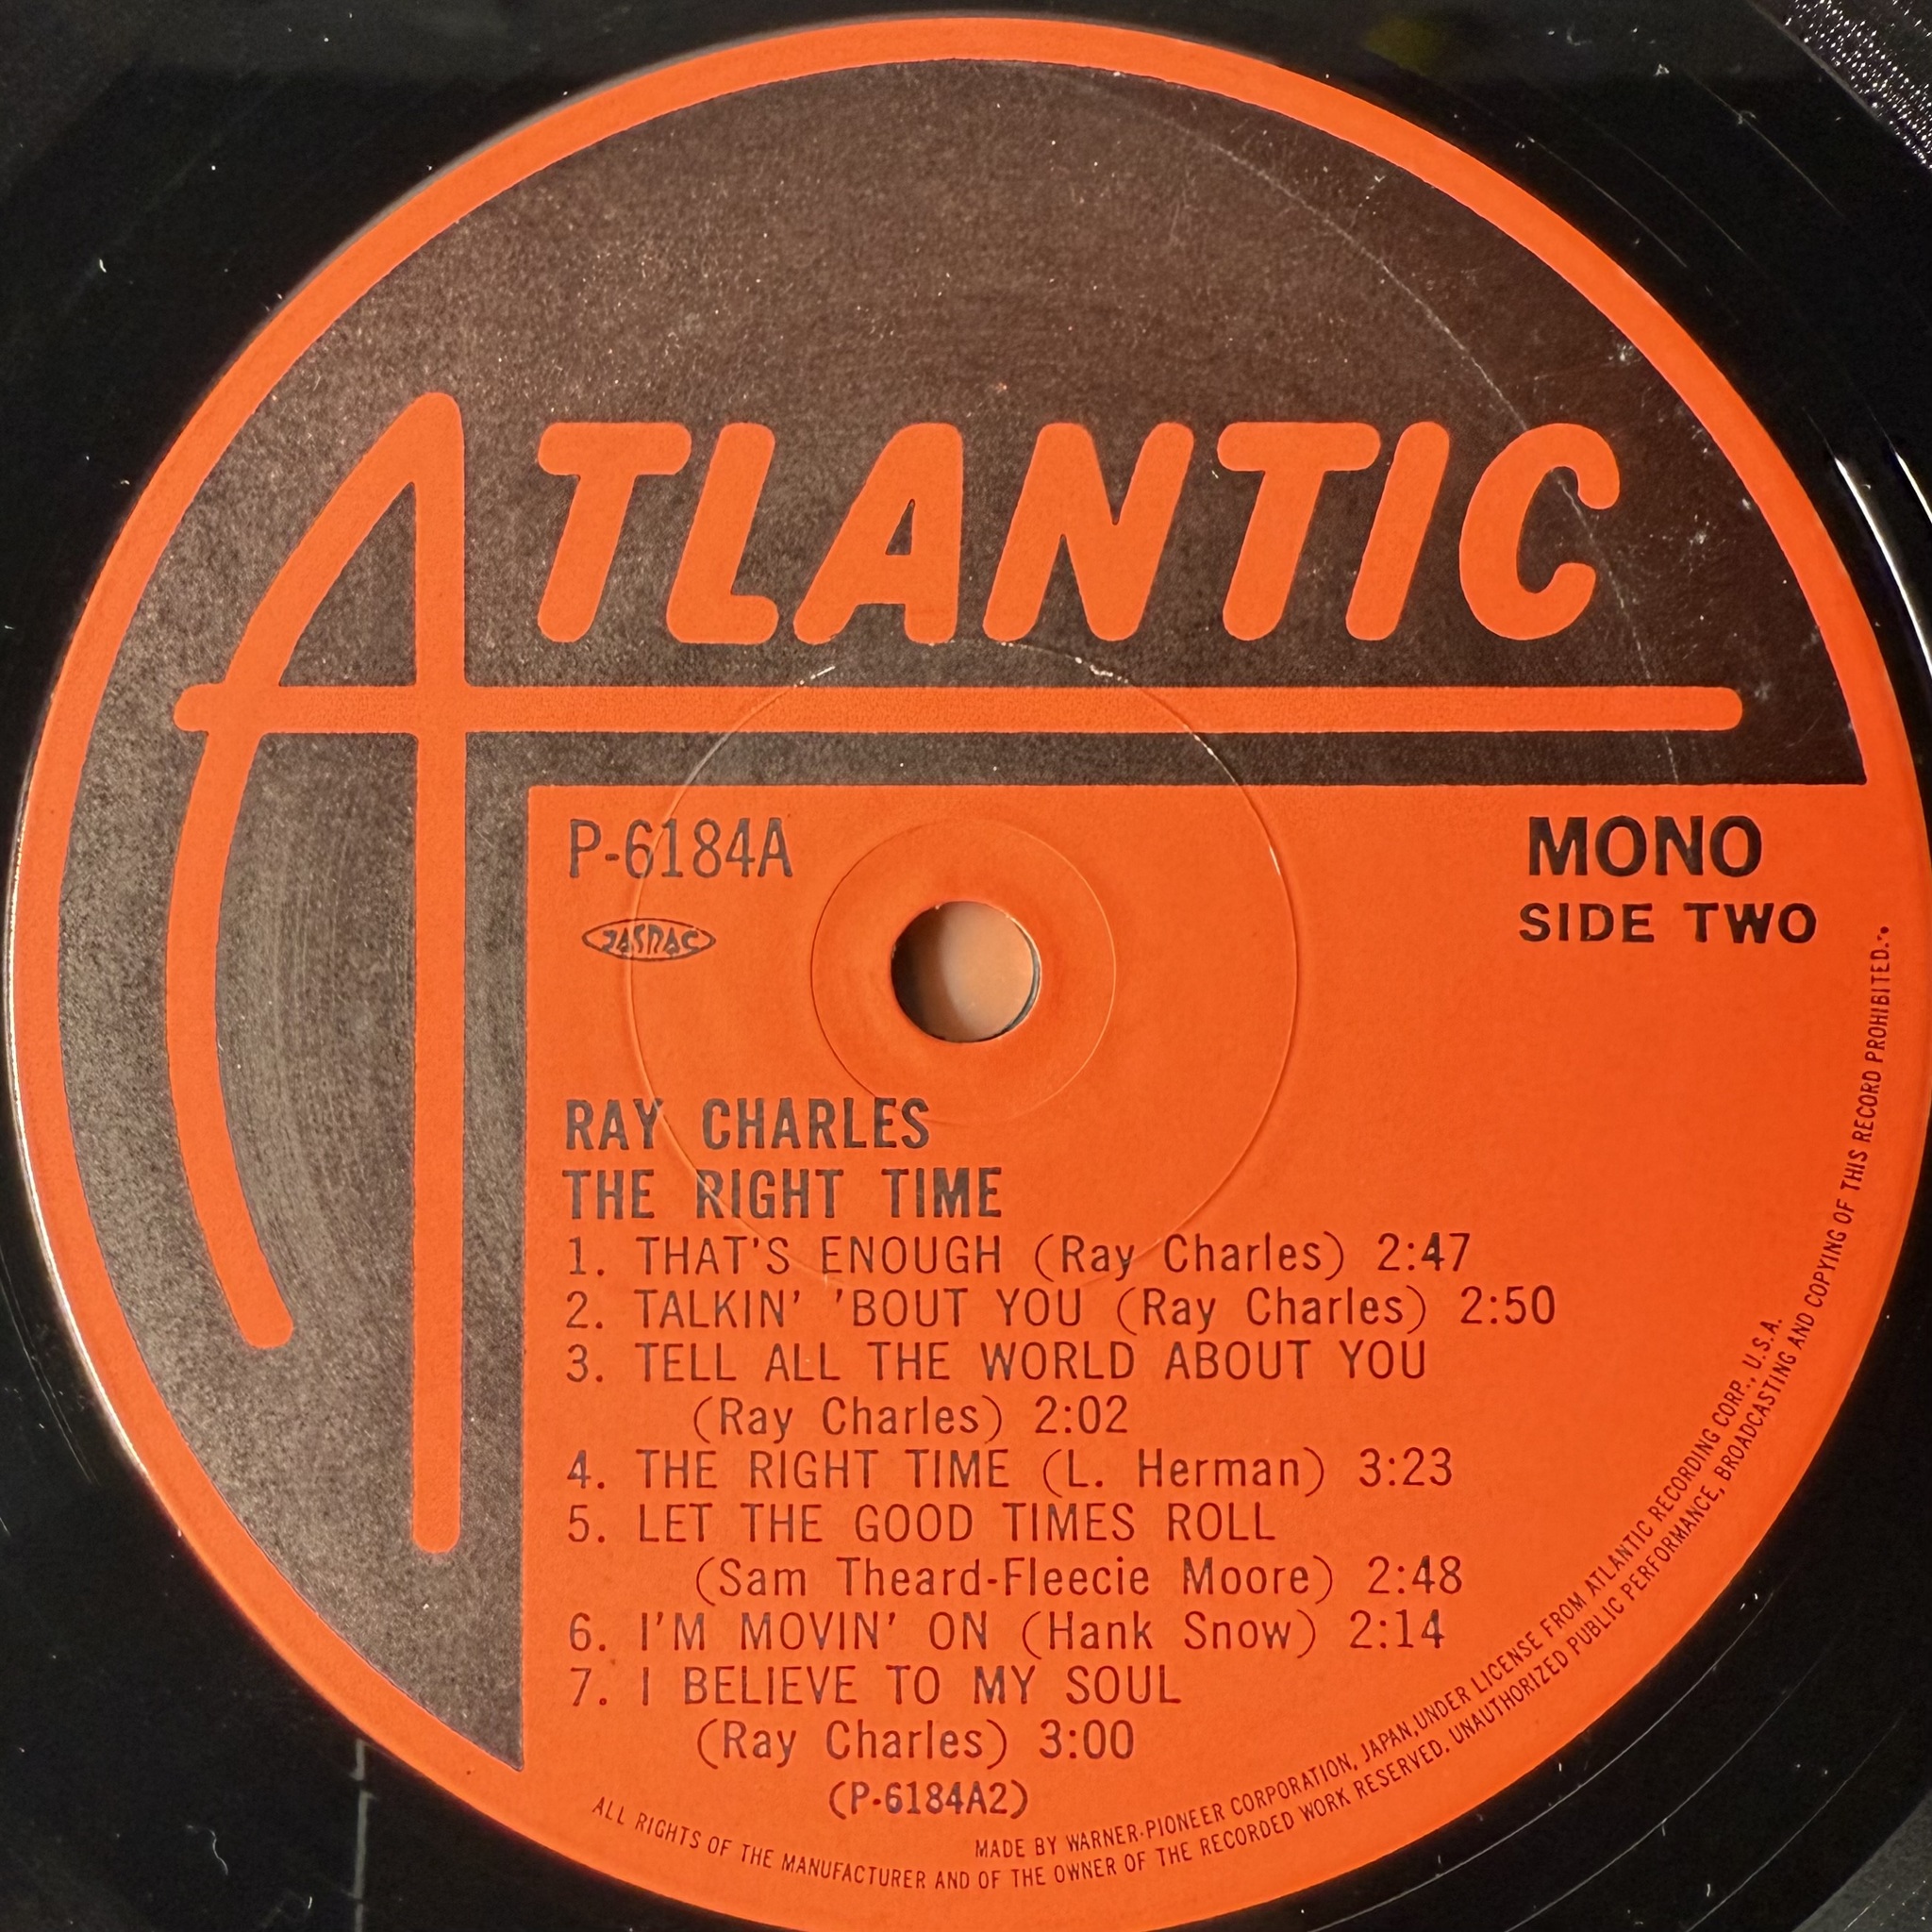 ATLANTIC
P-6184A
MONO
JASRAC
SIDE TWO
RAY CHARLES
THE RIGHT TIME
1. THAT'S ENOUGH (Ray Charles) 2:47
2. TALKIN' 'BOUT YOU (Ray Charles) 2:50
3. TELL ALL THE WORLD ABOUT YOU
(Ray Charles) 2:02
4. THE RIGHT TIME (L. Herman) 3:23
5. LET THE GOOD TIMES ROLL
(Sam Theard-Fleecie Moore) 2:48
6. I'M MOVIN' ON (Hank Snow) 2:14
7. I BELIEVE TO MY SOUL
(Ray Charles) 3:00
(P-6184A2)
MADE BY WARNER-PIONEER CORPORATION, JAPAN, UNDER LICENSE FROM ATLANTIC RECORDING CORP., U.S.A.
ALL RIGHTS OF THE MANUFACTURER AND OF THE OWNER OF THE RECORDED WORK RESERVED. UNAUTHORIZED PUBLIC PERFORMANCE, BROADCASTING AND COPYING OF THIS RECORD PROHIBITED.